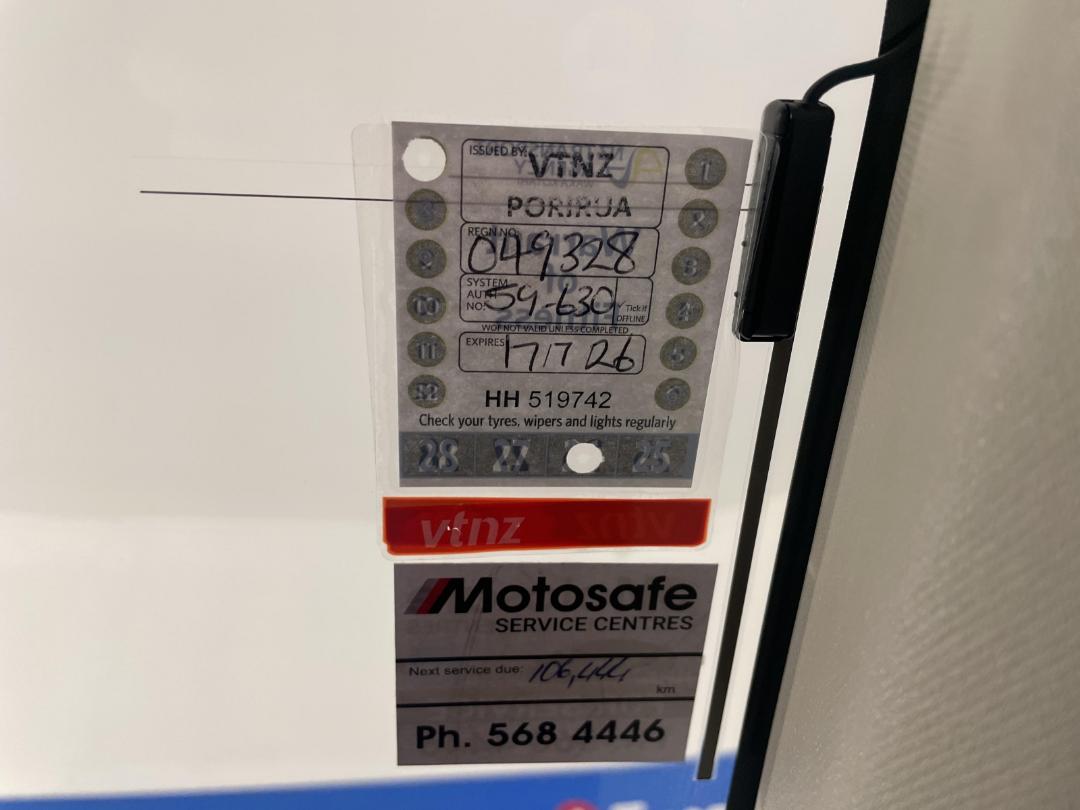 ISSUED BY: VTNZ
PORIRUA
REGN NO:
049328
SYSTEM AUTH NO: 59-630
✓ Tick if OFFLINE
WOF NOT VALID UNLESS COMPLETED
EXPIRES 17/7 26
HH 519742
Check your tyres, wipers and lights regularly
1
2
3
4
5
6
8
9
10
11
12
28 27 26 25
vtnz
Motosafe
SERVICE CENTRES
Next service due: 106,444
km
Ph. 568 4446